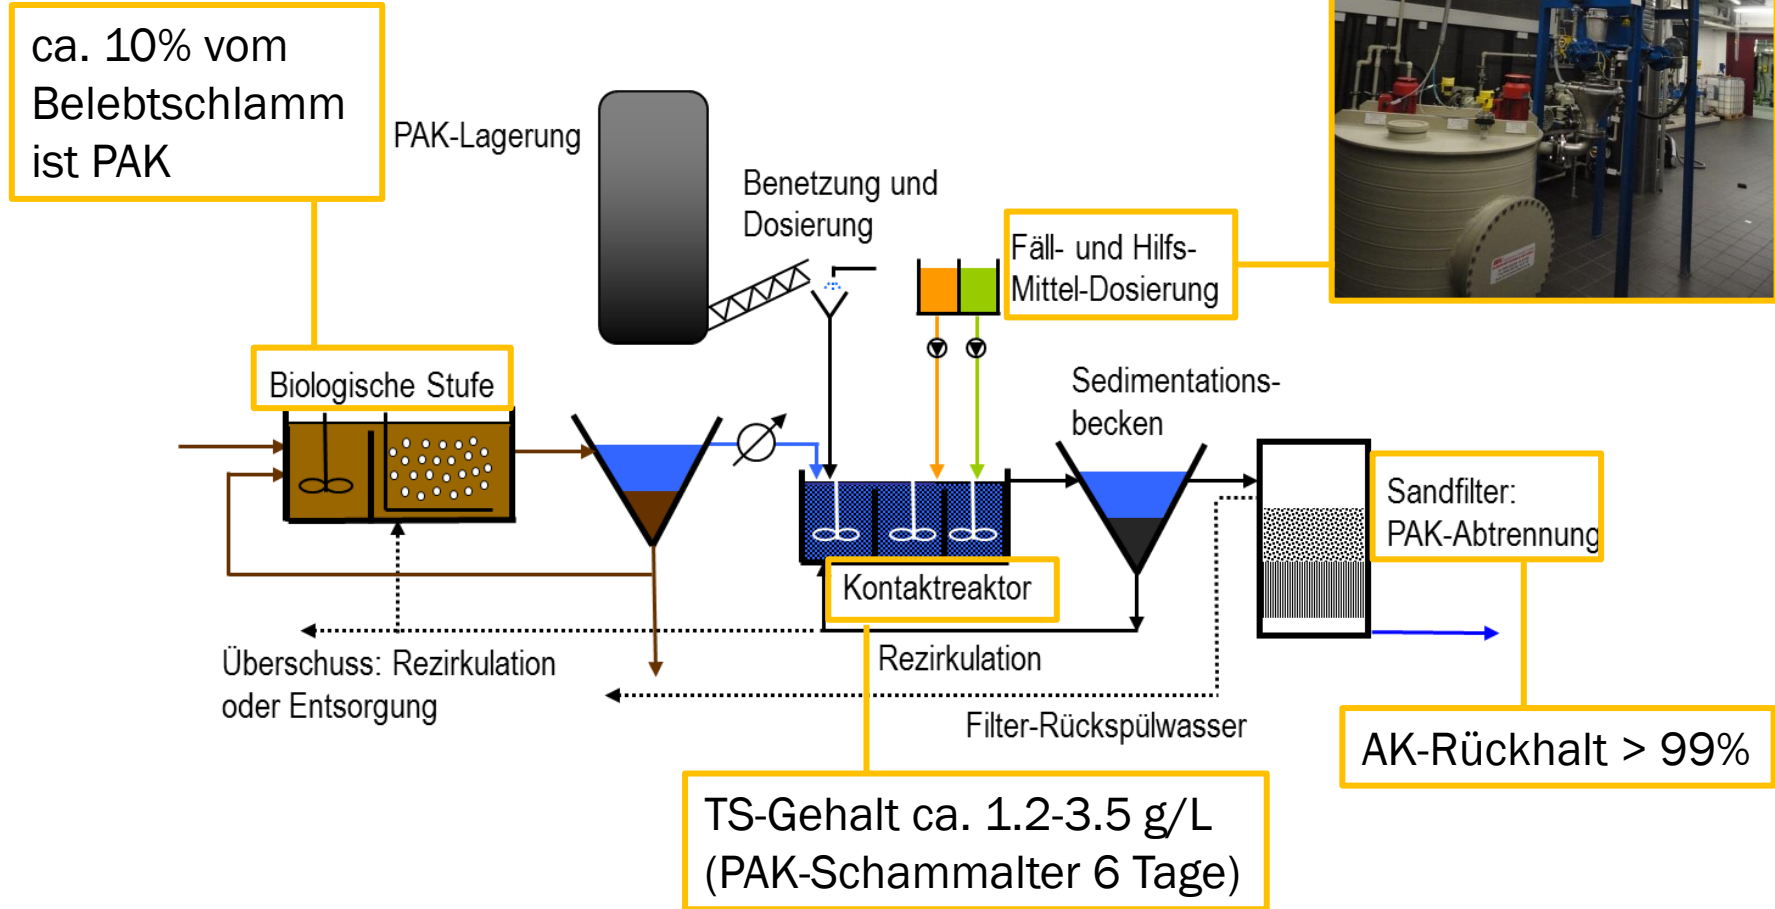 ca. 10% vom
Belebtschlamm
ist PAK
PAK-Lagerung
Benetzung und
Dosierung
Fäll- und Hilfs-
Mittel-Dosierung
Biologische Stufe
Sedimentations-
becken
Sandfilter:
PAK-Abtrennung
Kontaktreaktor
Überschuss: Rezirkulation
oder Entsorgung
Rezirkulation
Filter-Rückspülwasser
AK-Rückhalt > 99%
TS-Gehalt ca. 1.2-3.5 g/L
(PAK-Schammalter 6 Tage)